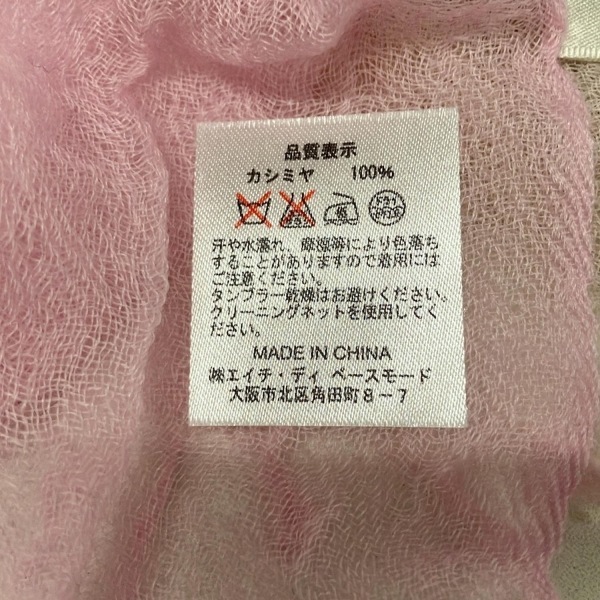 品質表示
カシミヤ 100%
汗や水濡れ、摩擦等により色落ち
することがありますので着用には
ご注意ください。
タンブラー乾燥はお避けください。
クリーニングネットを使用してく
ださい。
MADE IN CHINA
㈱エイチ・ディ ベースモード
大阪市北区角田町8～7